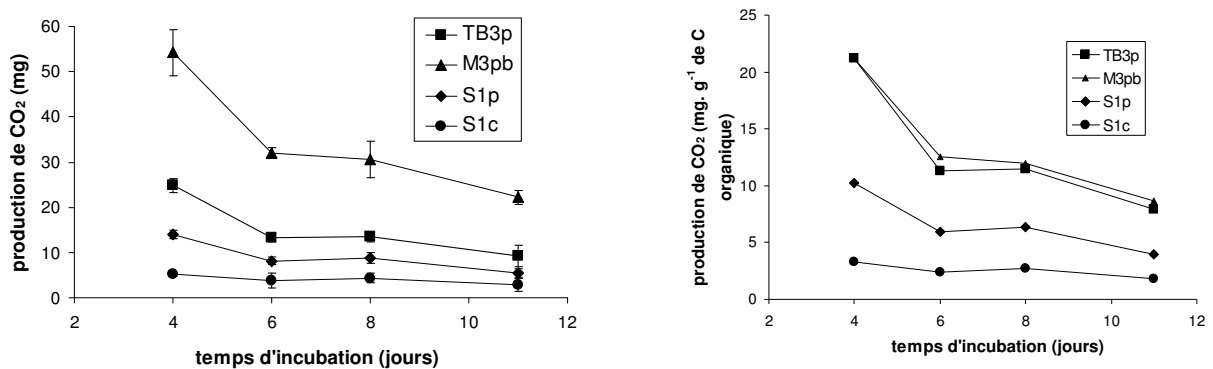 production de CO₂ (mg)
60
50
40
30
20
10
0
2 4 6 8 10 12
temps d'incubation (jours)
TB3p
M3pb
S1p
S1c
production de CO₂ (mg. g⁻¹ de C
organique)
25
20
15
10
5
0
2 4 6 8 10 12
temps d'incubation (jours)
TB3p
M3pb
S1p
S1c